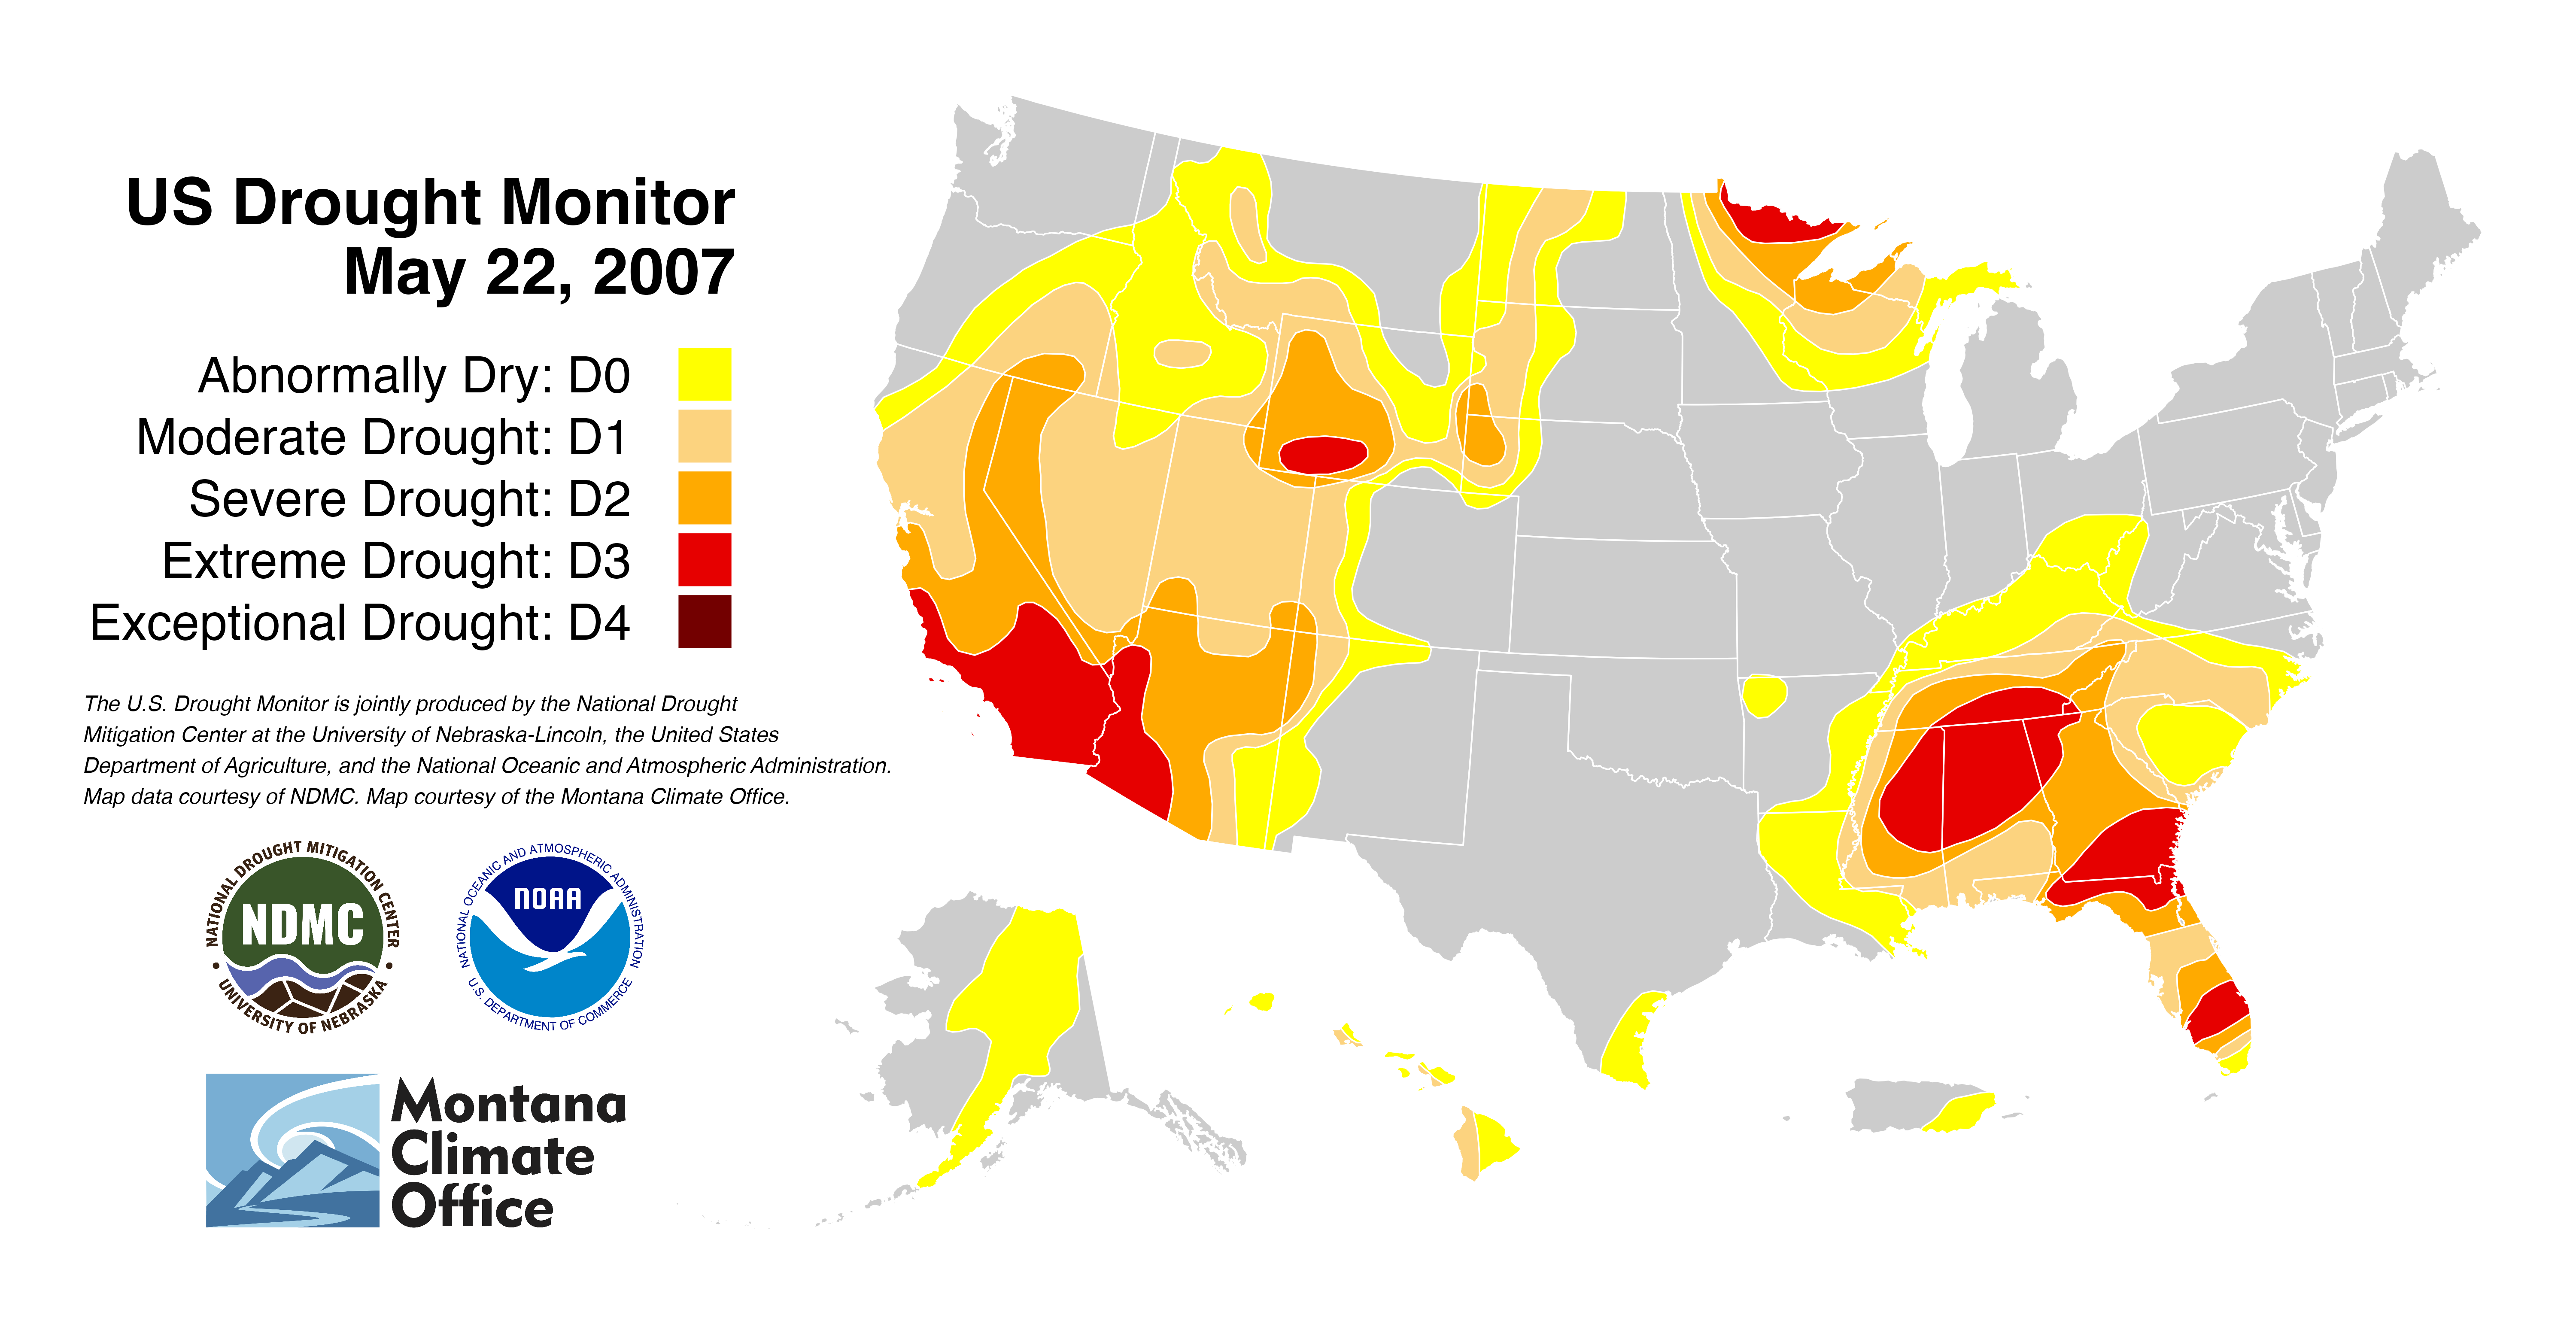 US Drought Monitor
May 22, 2007
Abnormally Dry: D0
Moderate Drought: D1
Severe Drought: D2
Extreme Drought: D3
Exceptional Drought: D4
The U.S. Drought Monitor is jointly produced by the National Drought
Mitigation Center at the University of Nebraska-Lincoln, the United States
Department of Agriculture, and the National Oceanic and Atmospheric Administration.
Map data courtesy of NDMC. Map courtesy of the Montana Climate Office.
NATIONAL DROUGHT MITIGATION CENTER
NDMC
• UNIVERSITY OF NEBRASKA •
NATIONAL OCEANIC AND ATMOSPHERIC ADMINISTRATION
NOAA
U.S. DEPARTMENT OF COMMERCE
Montana
Climate
Office